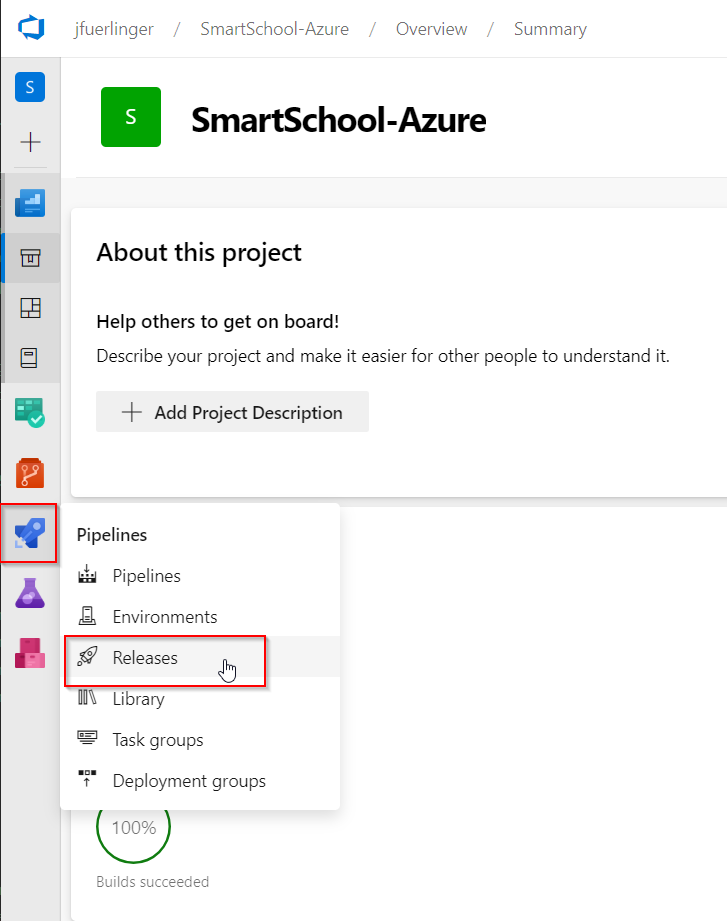 jfuerlinger / SmartSchool-Azure / Overview / Summary
S
S
SmartSchool-Azure
About this project
Help others to get on board!
Describe your project and make it easier for other people to understand it.
Add Project Description
Pipelines
Pipelines
Environments
Releases
Library
Task groups
Deployment groups
100%
Builds succeeded